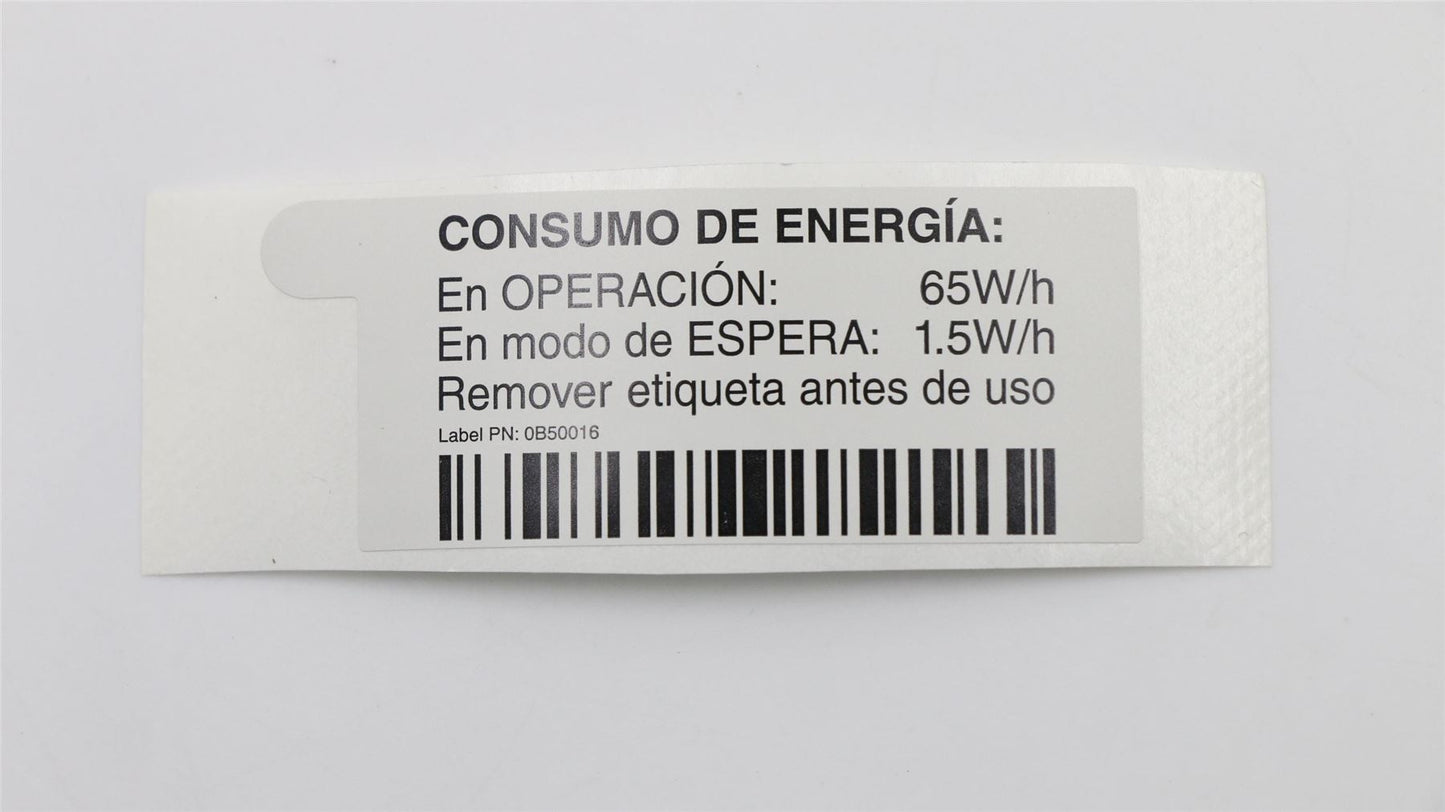 CONSUMO DE ENERGÍA:
En OPERACIÓN: 65W/h
En modo de ESPERA: 1.5W/h
Remover etiqueta antes de uso
Label PN: 0B50016